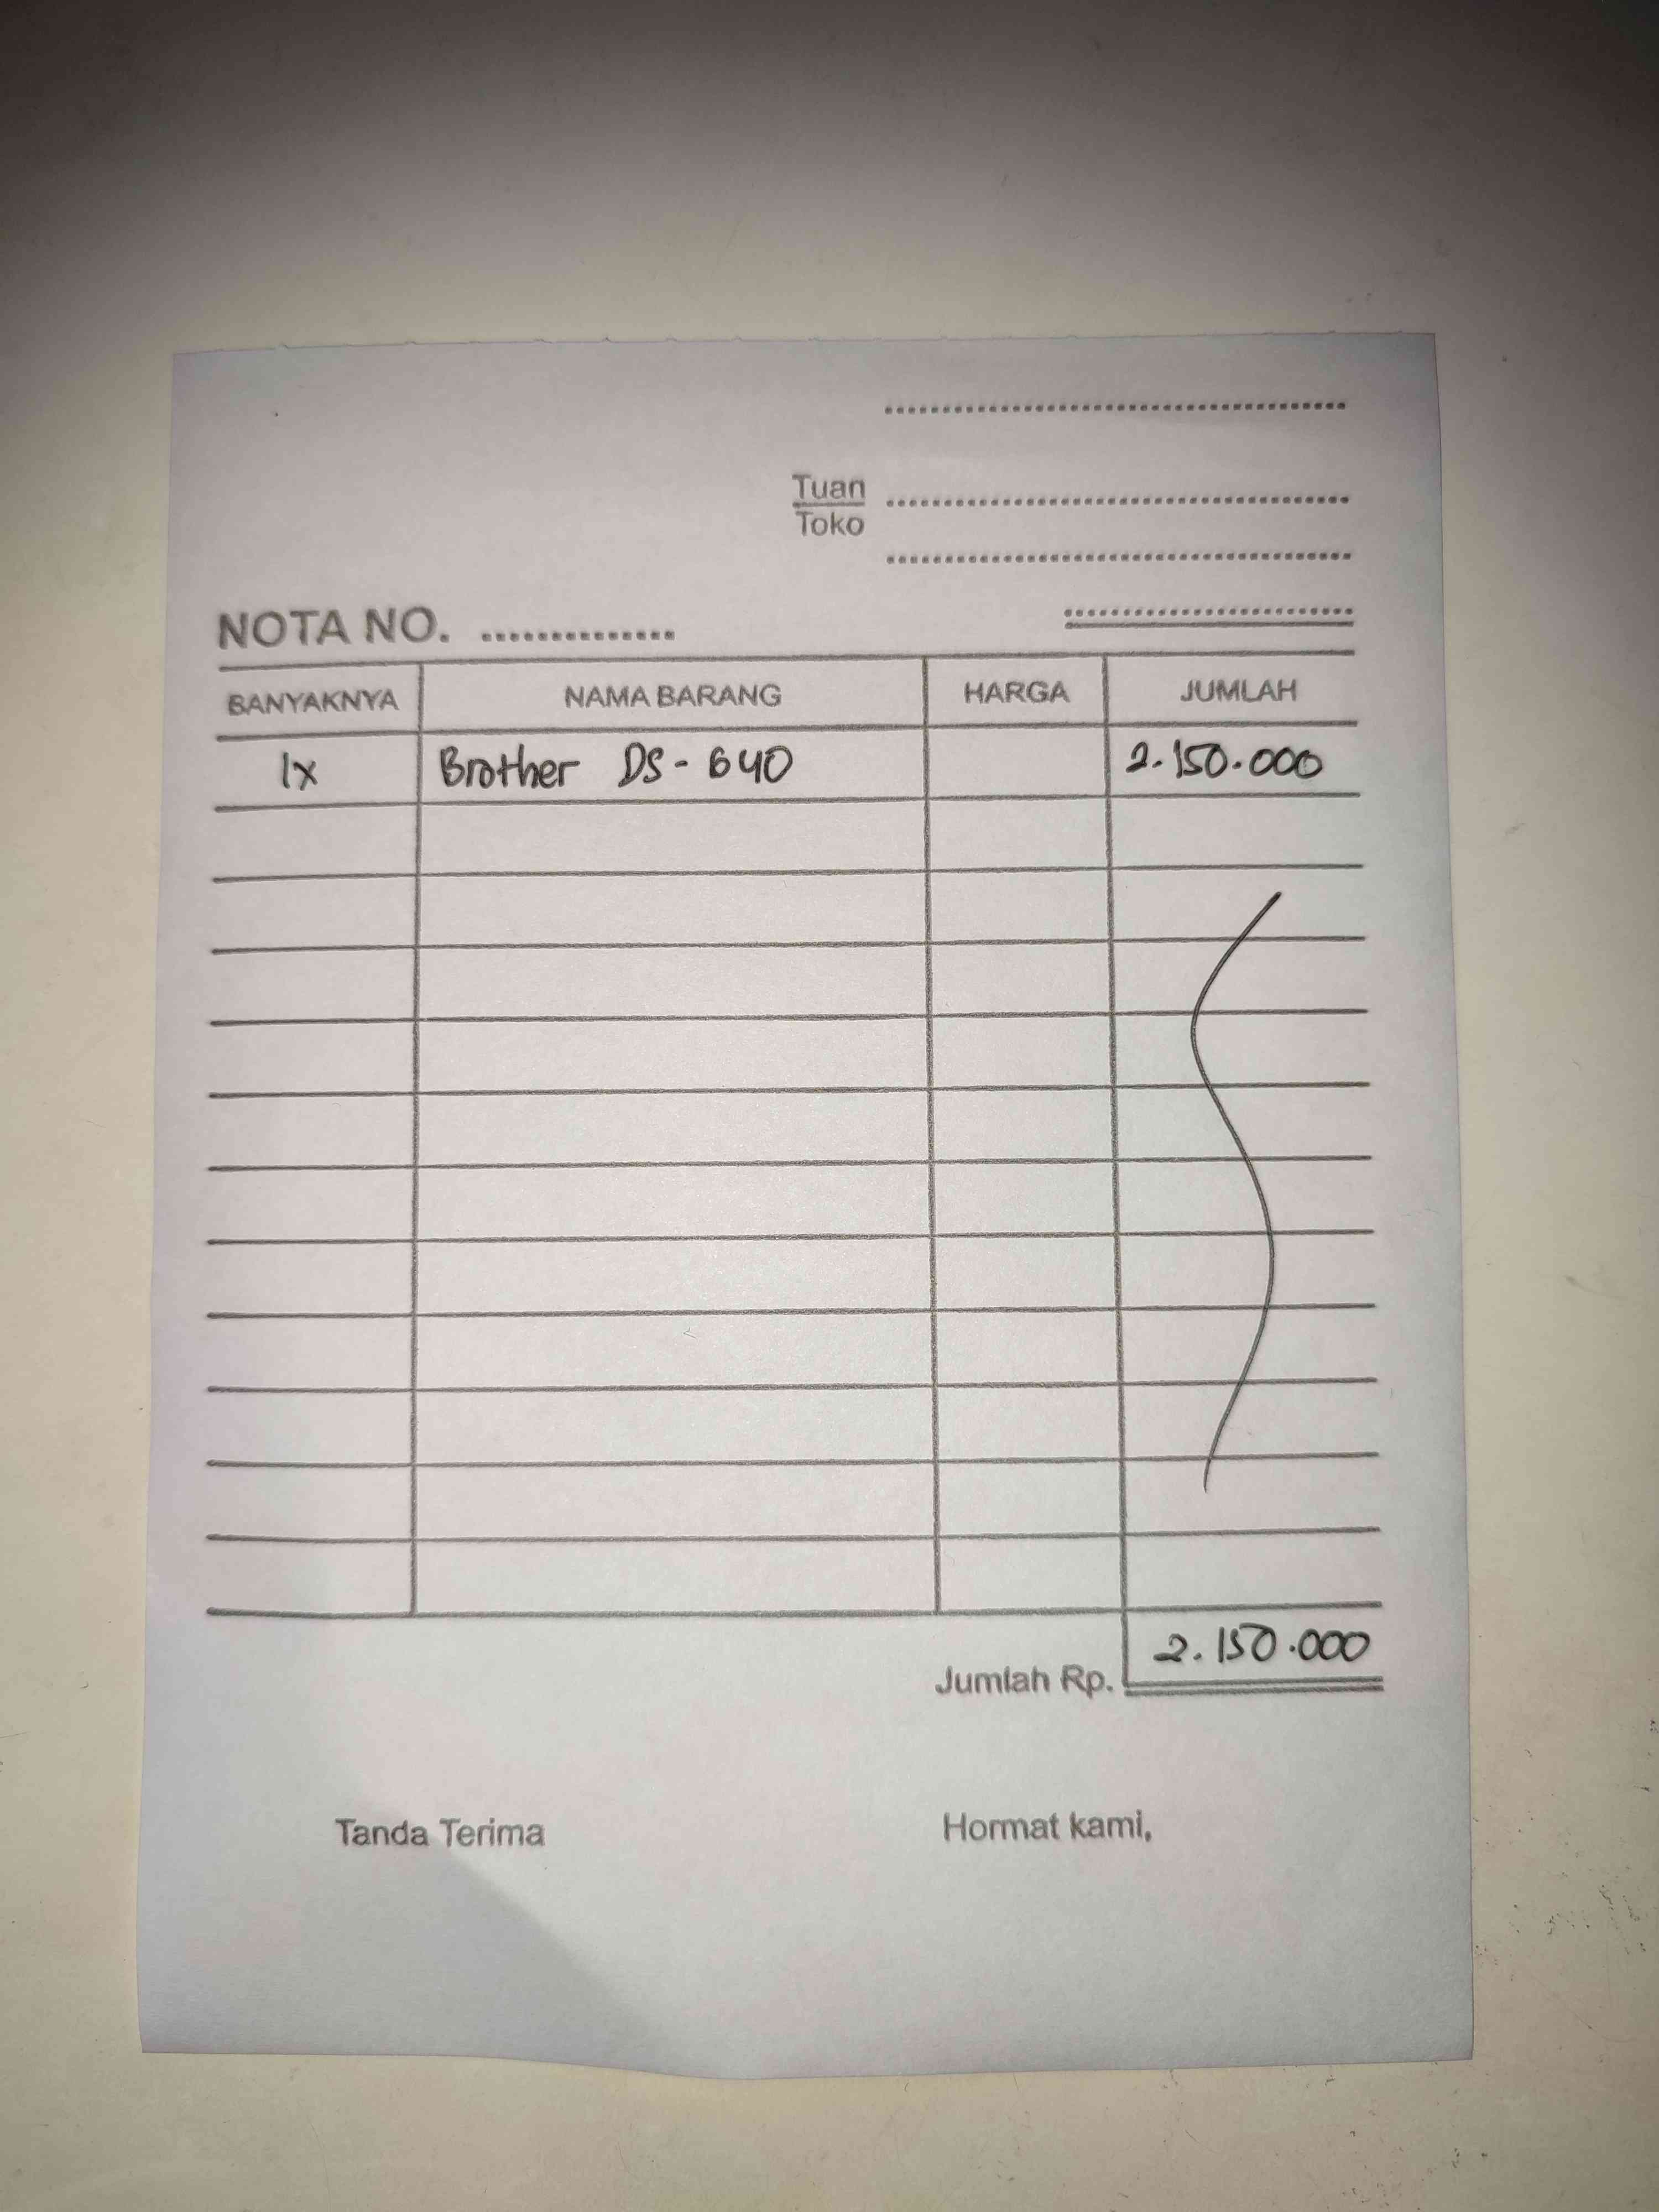 Tuan
Toko
NOTA NO. ..............
BANYAKNYA NAMA BARANG HARGA JUMLAH
1x Brother DS-640 2.150.000
Jumlah Rp. 2.150.000
Tanda Terima Hormat kami,